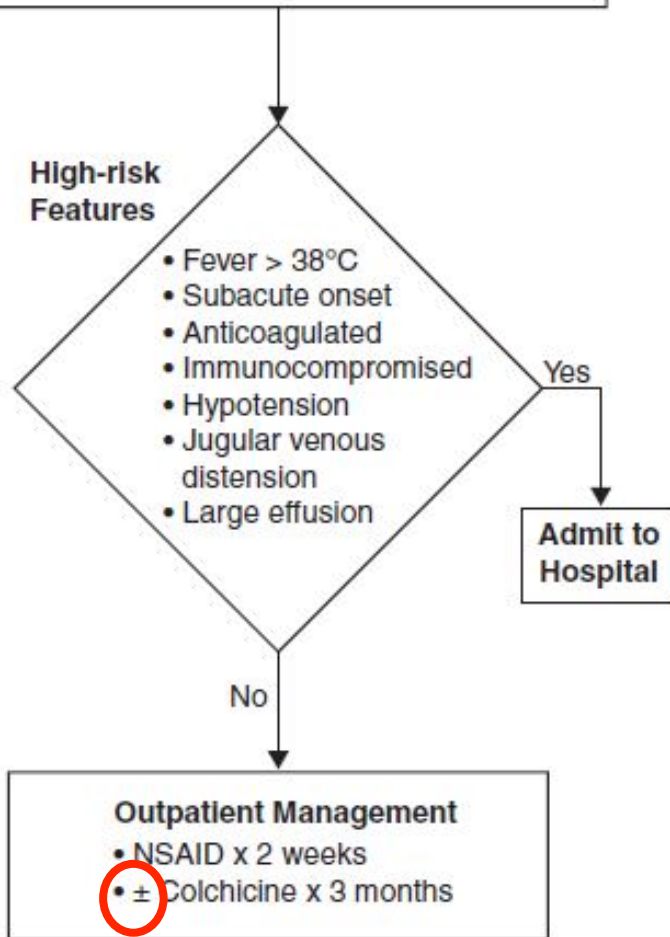 High-risk
Features
• Fever > 38°C
• Subacute onset
• Anticoagulated
• Immunocompromised
• Hypotension
• Jugular venous
distension
• Large effusion
Yes
Admit to
Hospital
No
Outpatient Management
• NSAID x 2 weeks
• ± Colchicine x 3 months